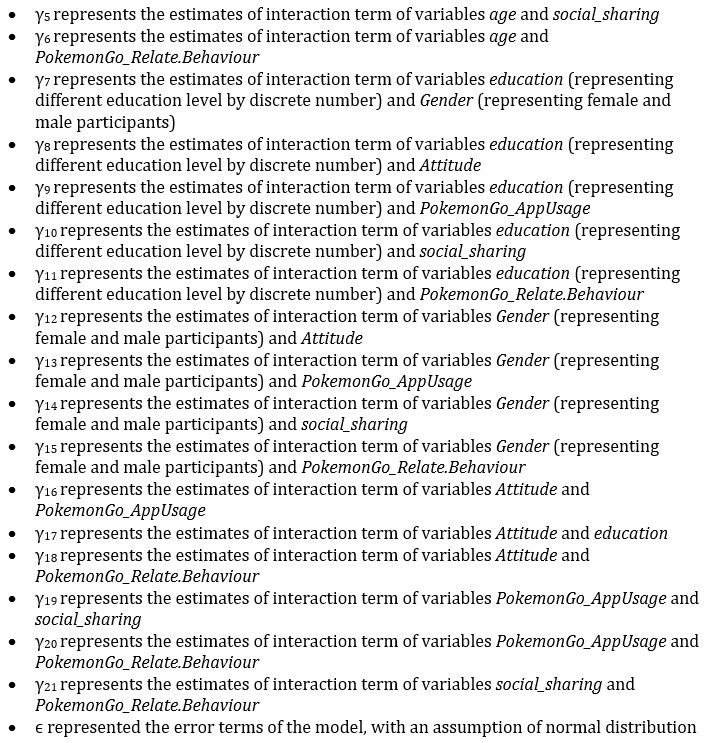 • γ₅ represents the estimates of interaction term of variables age and social_sharing
• γ₆ represents the estimates of interaction term of variables age and
PokemonGo_Relate.Behaviour
• γ₇ represents the estimates of interaction term of variables education (representing
different education level by discrete number) and Gender (representing female and
male participants)
• γ₈ represents the estimates of interaction term of variables education (representing
different education level by discrete number) and Attitude
• γ₉ represents the estimates of interaction term of variables education (representing
different education level by discrete number) and PokemonGo_AppUsage
• γ₁₀ represents the estimates of interaction term of variables education (representing
different education level by discrete number) and social_sharing
• γ₁₁ represents the estimates of interaction term of variables education (representing
different education level by discrete number) and PokemonGo_Relate.Behaviour
• γ₁₂ represents the estimates of interaction term of variables Gender (representing
female and male participants) and Attitude
• γ₁₃ represents the estimates of interaction term of variables Gender (representing
female and male participants) and PokemonGo_AppUsage
• γ₁₄ represents the estimates of interaction term of variables Gender (representing
female and male participants) and social_sharing
• γ₁₅ represents the estimates of interaction term of variables Gender (representing
female and male participants) and PokemonGo_Relate.Behaviour
• γ₁₆ represents the estimates of interaction term of variables Attitude and
PokemonGo_AppUsage
• γ₁₇ represents the estimates of interaction term of variables Attitude and education
• γ₁₈ represents the estimates of interaction term of variables Attitude and
PokemonGo_Relate.Behaviour
• γ₁₉ represents the estimates of interaction term of variables PokemonGo_AppUsage and
social_sharing
• γ₂₀ represents the estimates of interaction term of variables PokemonGo_AppUsage and
PokemonGo_Relate.Behaviour
• γ₂₁ represents the estimates of interaction term of variables social_sharing and
PokemonGo_Relate.Behaviour
• ϵ represented the error terms of the model, with an assumption of normal distribution